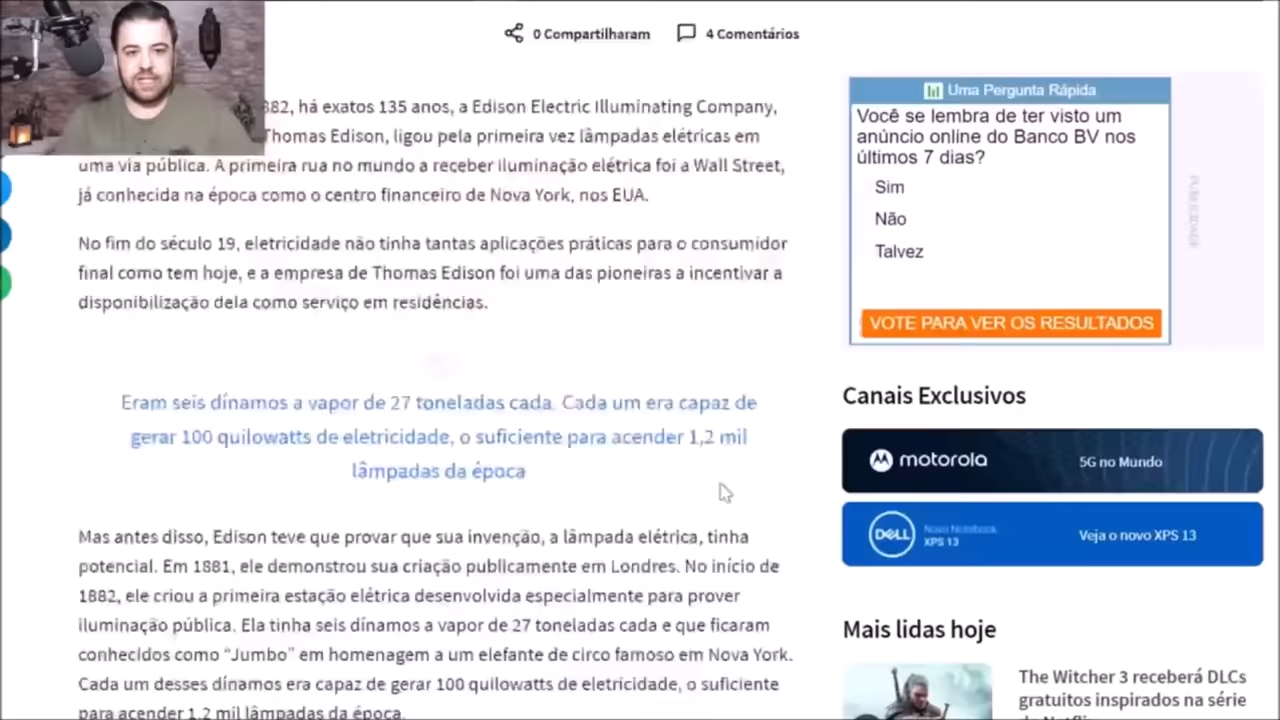 0 Compartilharam
4 Comentários
882, há exatos 135 anos, a Edison Electric Illuminating Company,
Thomas Edison, ligou pela primeira vez lâmpadas elétricas em
uma via pública. A primeira rua no mundo a receber iluminação elétrica foi a Wall Street,
já conhecida na época como o centro financeiro de Nova York, nos EUA.
No fim do século 19, eletricidade não tinha tantas aplicações práticas para o consumidor
final como tem hoje, e a empresa de Thomas Edison foi uma das pioneiras a incentivar a
disponibilização dela como serviço em residências.
Eram seis dínamos a vapor de 27 toneladas cada. Cada um era capaz de
gerar 100 quilowatts de eletricidade, o suficiente para acender 1,2 mil
lâmpadas da época
Mas antes disso, Edison teve que provar que sua invenção, a lâmpada elétrica, tinha
potencial. Em 1881, ele demonstrou sua criação publicamente em Londres. No início de
1882, ele criou a primeira estação elétrica desenvolvida especialmente para prover
iluminação pública. Ela tinha seis dínamos a vapor de 27 toneladas cada e que ficaram
conhecidos como “Jumbo” em homenagem a um elefante de circo famoso em Nova York.
Cada um desses dínamos era capaz de gerar 100 quilowatts de eletricidade, o suficiente
para acender 1,2 mil lâmpadas da época.
Uma Pergunta Rápida
Você se lembra de ter visto um
anúncio online do Banco BV nos
últimos 7 dias?
Sim
Não
Talvez
VOTE PARA VER OS RESULTADOS
PUBLICIDADE
Canais Exclusivos
motorola
5G no Mundo
DELL
Novo Notebook
XPS 13
Veja o novo XPS 13
Mais lidas hoje
The Witcher 3 receberá DLCs
gratuitos inspirados na série